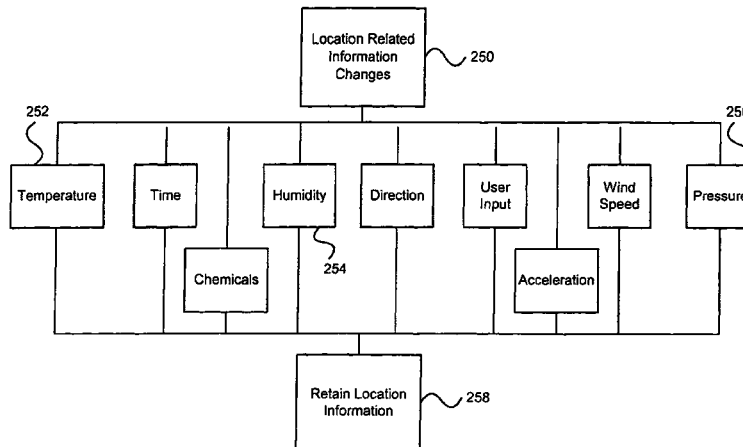 Location Related
Information
Changes
250
252
Temperature
Time
Humidity
Direction
User
Input
Wind
Speed
Pressure
254
Chemicals
Acceleration
Retain Location
Information
258